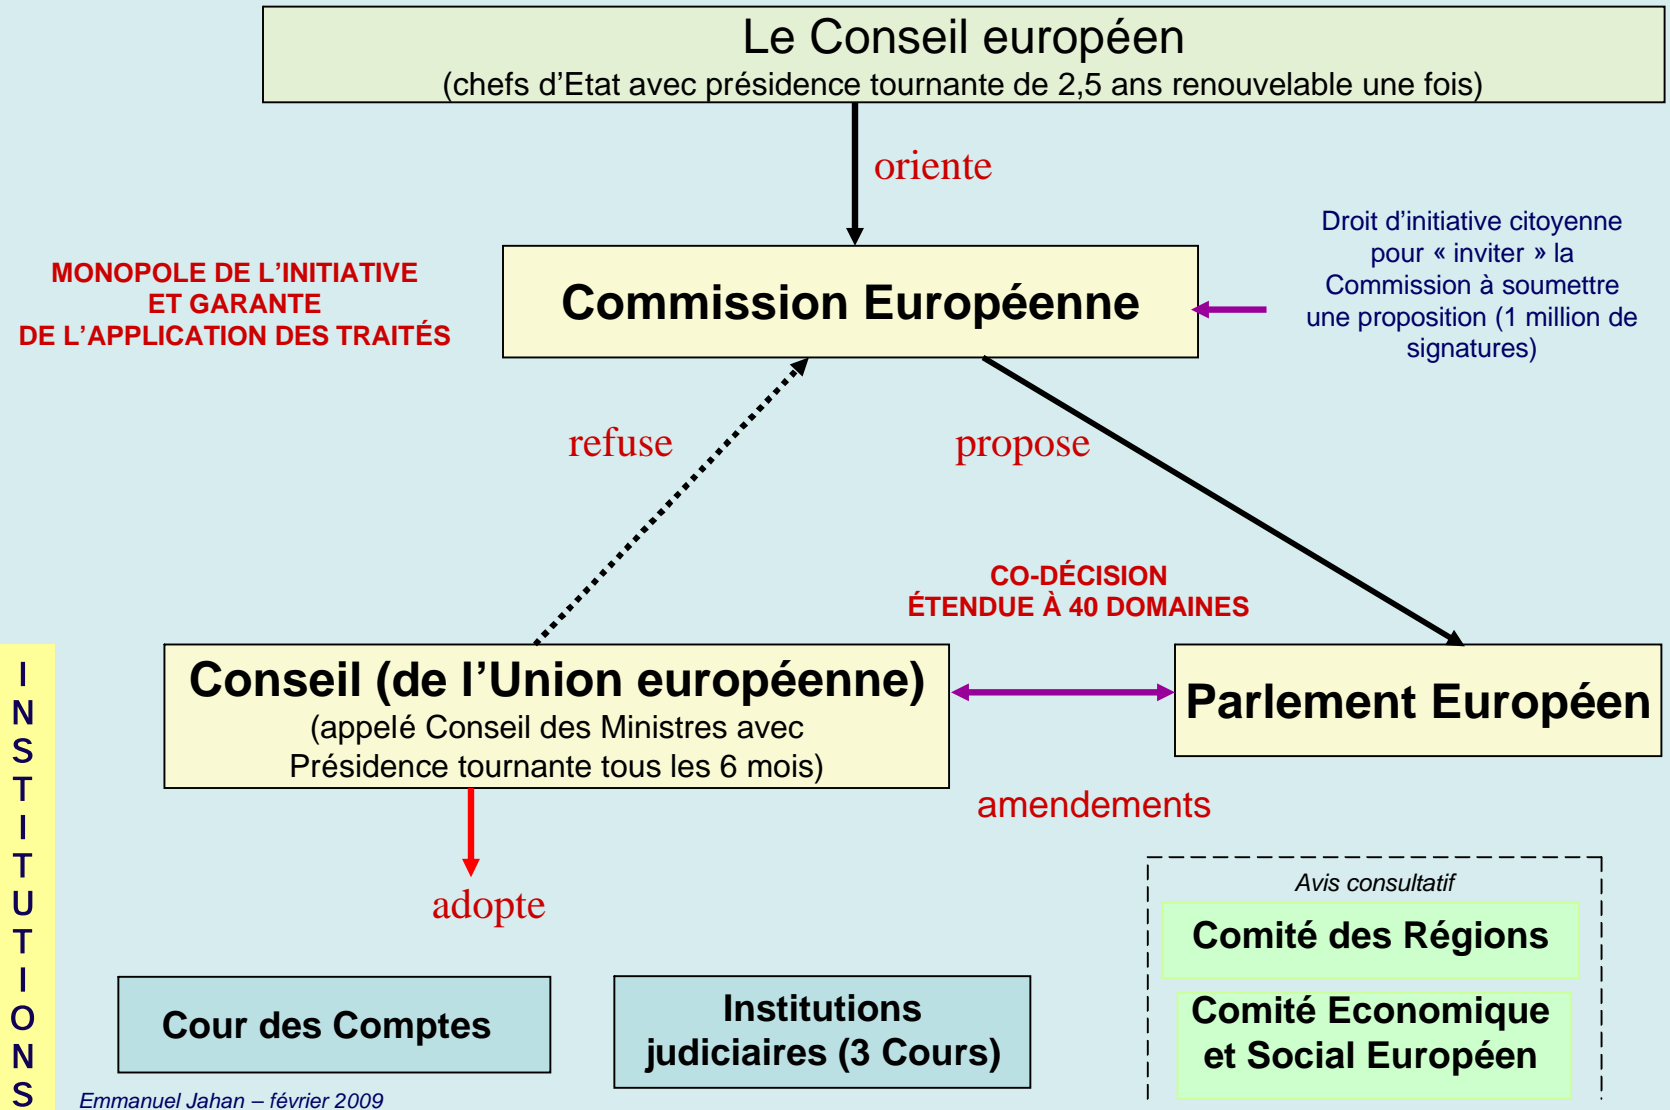 Le Conseil européen
(chefs d'Etat avec présidence tournante de 2,5 ans renouvelable une fois)
oriente
Droit d'initiative citoyenne
pour « inviter » la
Commission à soumettre
une proposition (1 million de
signatures)
MONOPOLE DE L'INITIATIVE
ET GARANTE
DE L'APPLICATION DES TRAITÉS
Commission Européenne
refuse
propose
CO-DÉCISION
ÉTENDUE À 40 DOMAINES
Conseil (de l'Union européenne)
(appelé Conseil des Ministres avec
Présidence tournante tous les 6 mois)
Parlement Européen
amendements
adopte
Avis consultatif
Comité des Régions
Comité Economique
et Social Européen
Cour des Comptes
Institutions
judiciaires (3 Cours)
I
N
S
T
I
T
U
T
I
O
N
S
Emmanuel Jahan – février 2009